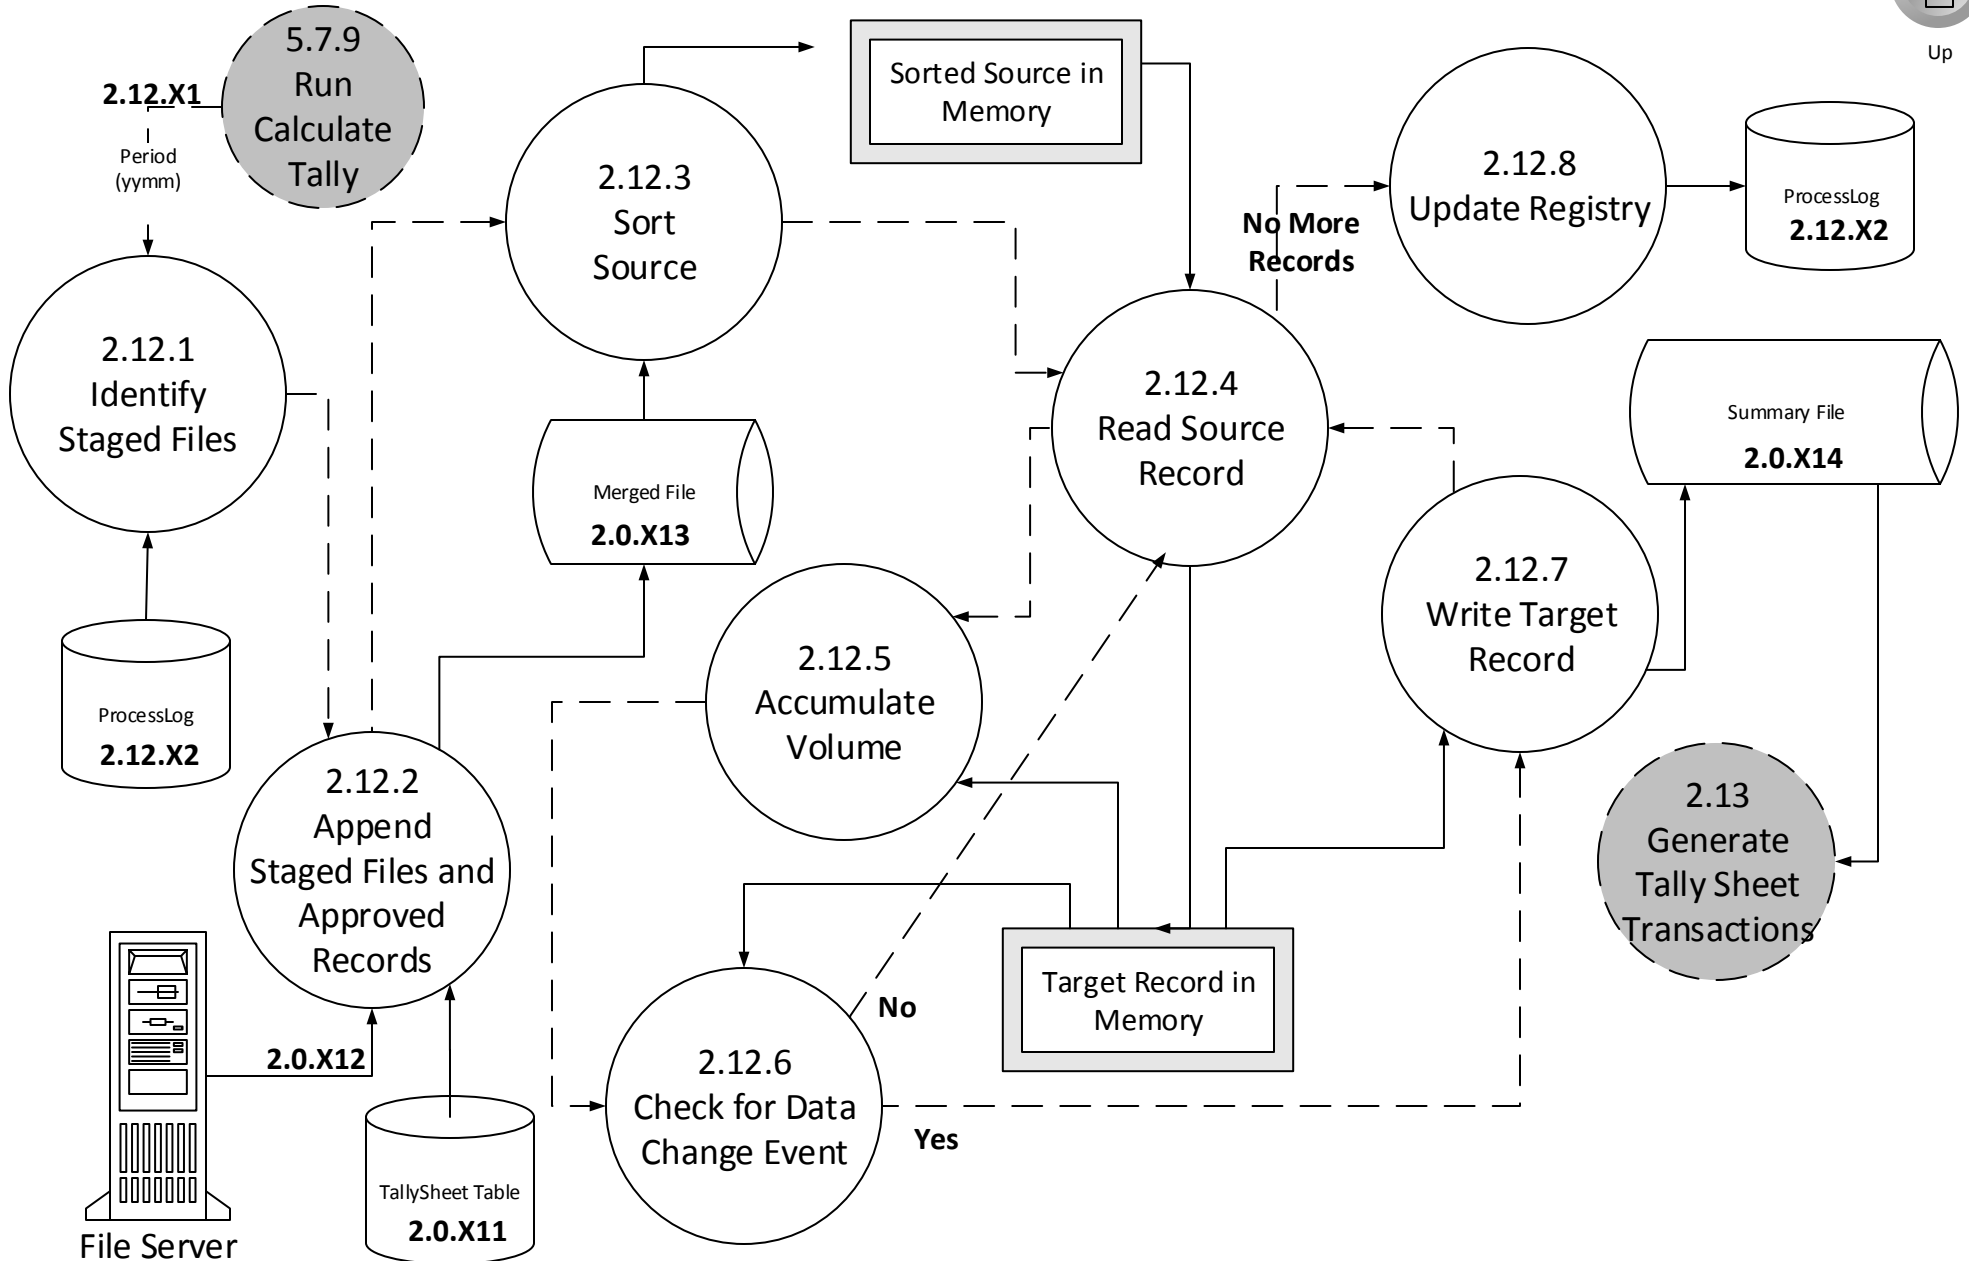 5.7.9
Run
Calculate
Tally
2.12.X1
Period
(yymm)
2.12.1
Identify
Staged Files
ProcessLog
2.12.X2
2.12.2
Append
Staged Files and
Approved
Records
File Server
2.0.X12
TallySheet Table
2.0.X11
2.12.3
Sort
Source
Merged File
2.0.X13
Sorted Source in
Memory
2.12.4
Read Source
Record
2.12.5
Accumulate
Volume
2.12.6
Check for Data
Change Event
No
Yes
Target Record in
Memory
No More
Records
2.12.8
Update Registry
ProcessLog
2.12.X2
Up
Summary File
2.0.X14
2.12.7
Write Target
Record
2.13
Generate
Tally Sheet
Transactions